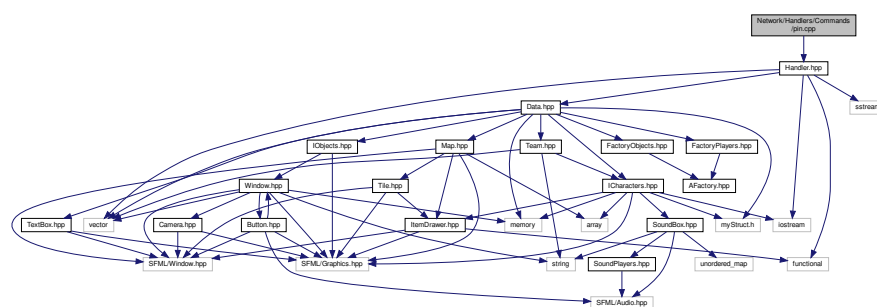 Network/Handlers/Commands
/pin.cpp
Handler.hpp
Data.hpp
sstream
IObjects.hpp
Map.hpp
Team.hpp
FactoryObjects.hpp
FactoryPlayers.hpp
Window.hpp
Tile.hpp
ICharacters.hpp
AFactory.hpp
TextBox.hpp
vector
Camera.hpp
Button.hpp
ItemDrawer.hpp
memory
array
SoundBox.hpp
myStruct.h
iostream
SFML/Window.hpp
SFML/Graphics.hpp
string
SoundPlayers.hpp
unordered_map
functional
SFML/Audio.hpp